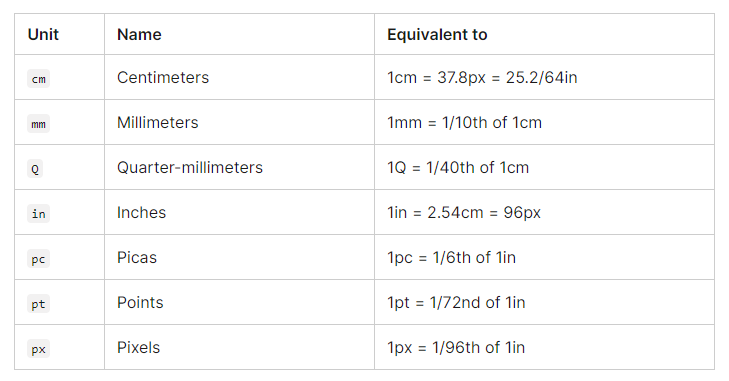 Unit Name Equivalent to
cm Centimeters 1cm = 37.8px = 25.2/64in
mm Millimeters 1mm = 1/10th of 1cm
Q Quarter-millimeters 1Q = 1/40th of 1cm
in Inches 1in = 2.54cm = 96px
pc Picas 1pc = 1/6th of 1in
pt Points 1pt = 1/72nd of 1in
px Pixels 1px = 1/96th of 1in